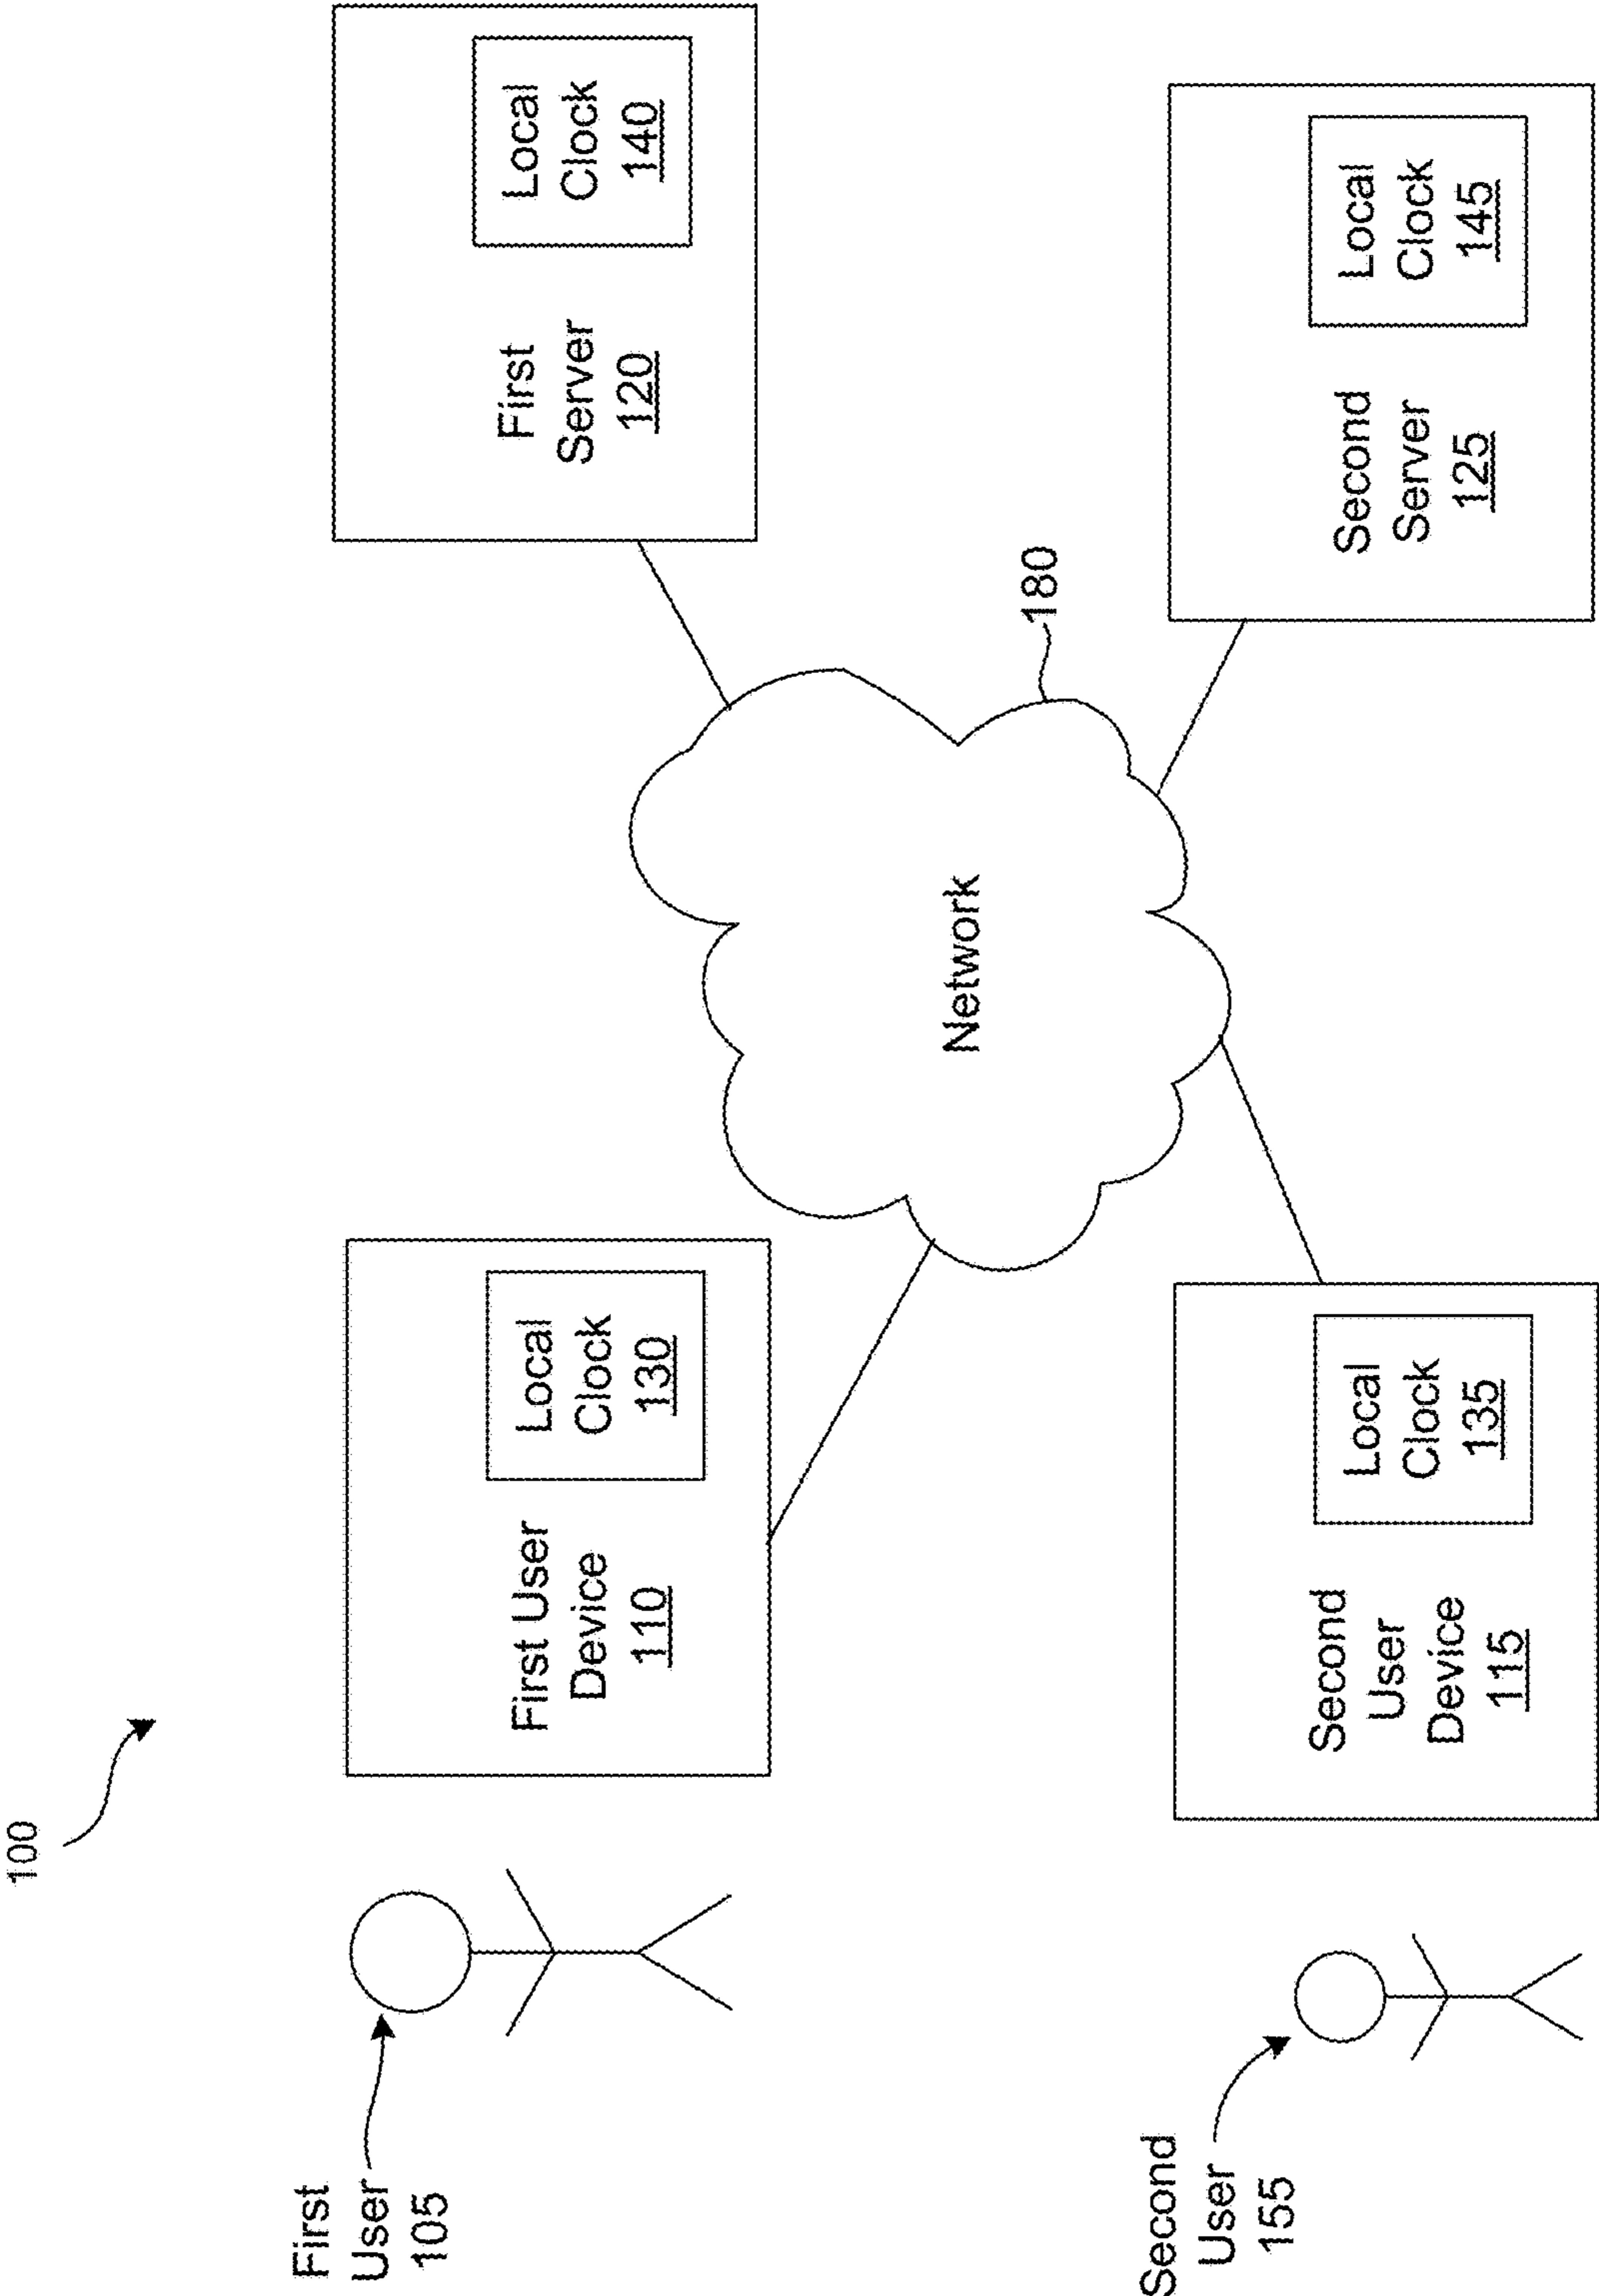 100
First
User
105
First User
Device
110
Local
Clock
130
First
Server
120
Local
Clock
140
Network
180
Second
User
155
Second
User
Device
115
Local
Clock
135
Second
Server
125
Local
Clock
145